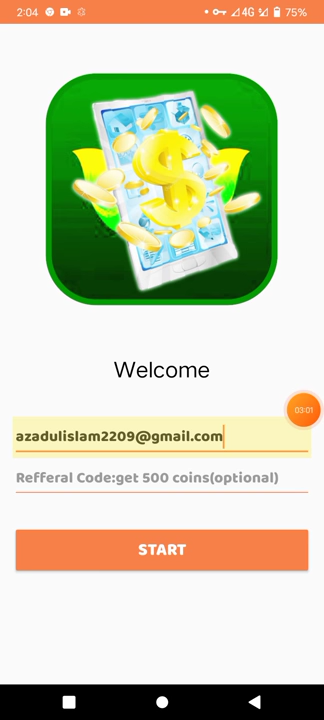 2:04
4G
75%
Welcome
03:01
azadulislam2209@gmail.com
Refferal Code:get 500 coins(optional)
START